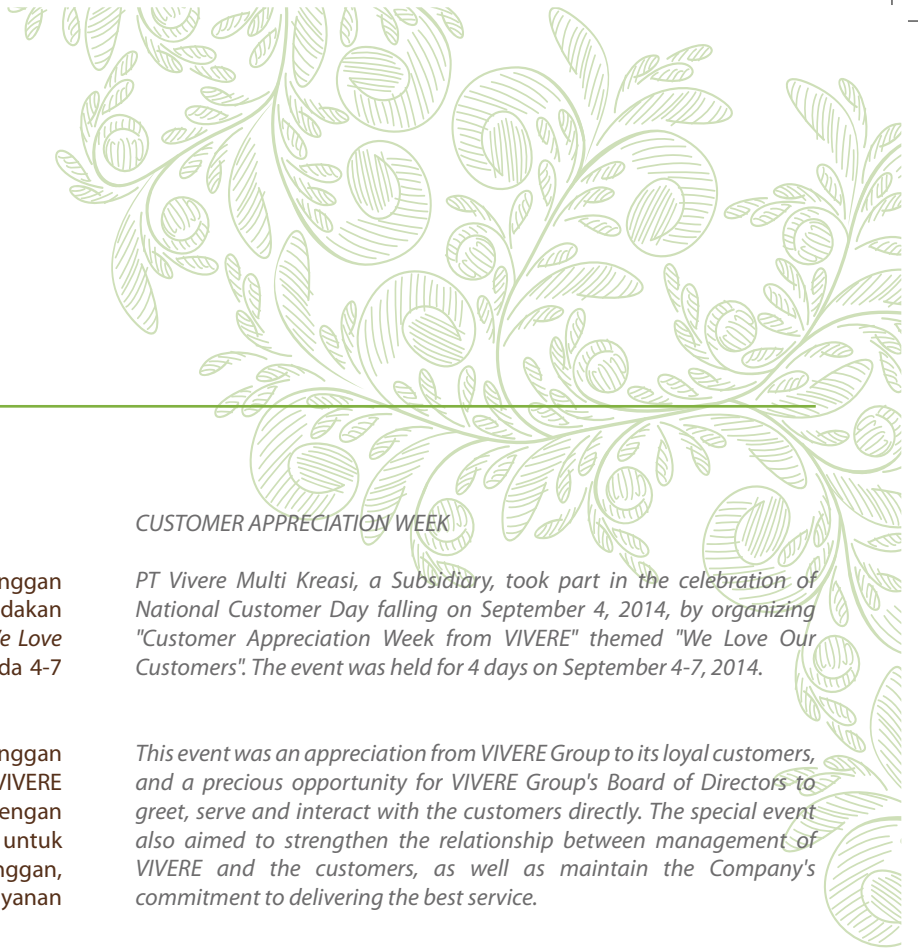 nggan
dakan
e Love
da 4-7
nggan
VIVERE
engan
untuk
nggan,
yanan
CUSTOMER APPRECIATION WEEK
PT Vivere Multi Kreasi, a Subsidiary, took part in the celebration of
National Customer Day falling on September 4, 2014, by organizing
"Customer Appreciation Week from VIVERE" themed "We Love Our
Customers". The event was held for 4 days on September 4-7, 2014.
This event was an appreciation from VIVERE Group to its loyal customers,
and a precious opportunity for VIVERE Group's Board of Directors to
greet, serve and interact with the customers directly. The special event
also aimed to strengthen the relationship between management of
VIVERE and the customers, as well as maintain the Company's
commitment to delivering the best service.